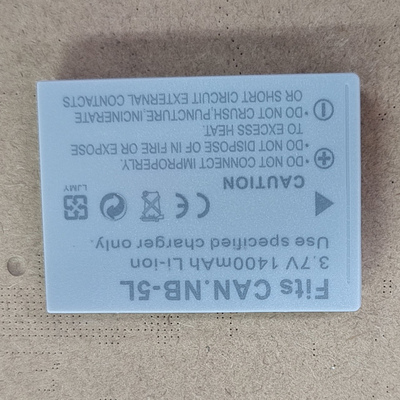 Fits CAN.NB-5L
3.7V 1400mAh Li-ion
Use specified charger only.
CE
LJMY
CAUTION
• DO NOT CONNECT IMPROPERLY.
• DO NOT DISPOSE OF IN FIRE OR EXPOSE
TO EXCESS HEAT.
• DO NOT CRUSH,PUNCTURE,INCINERATE
OR SHORT CIRCUIT EXTERNAL CONTACTS